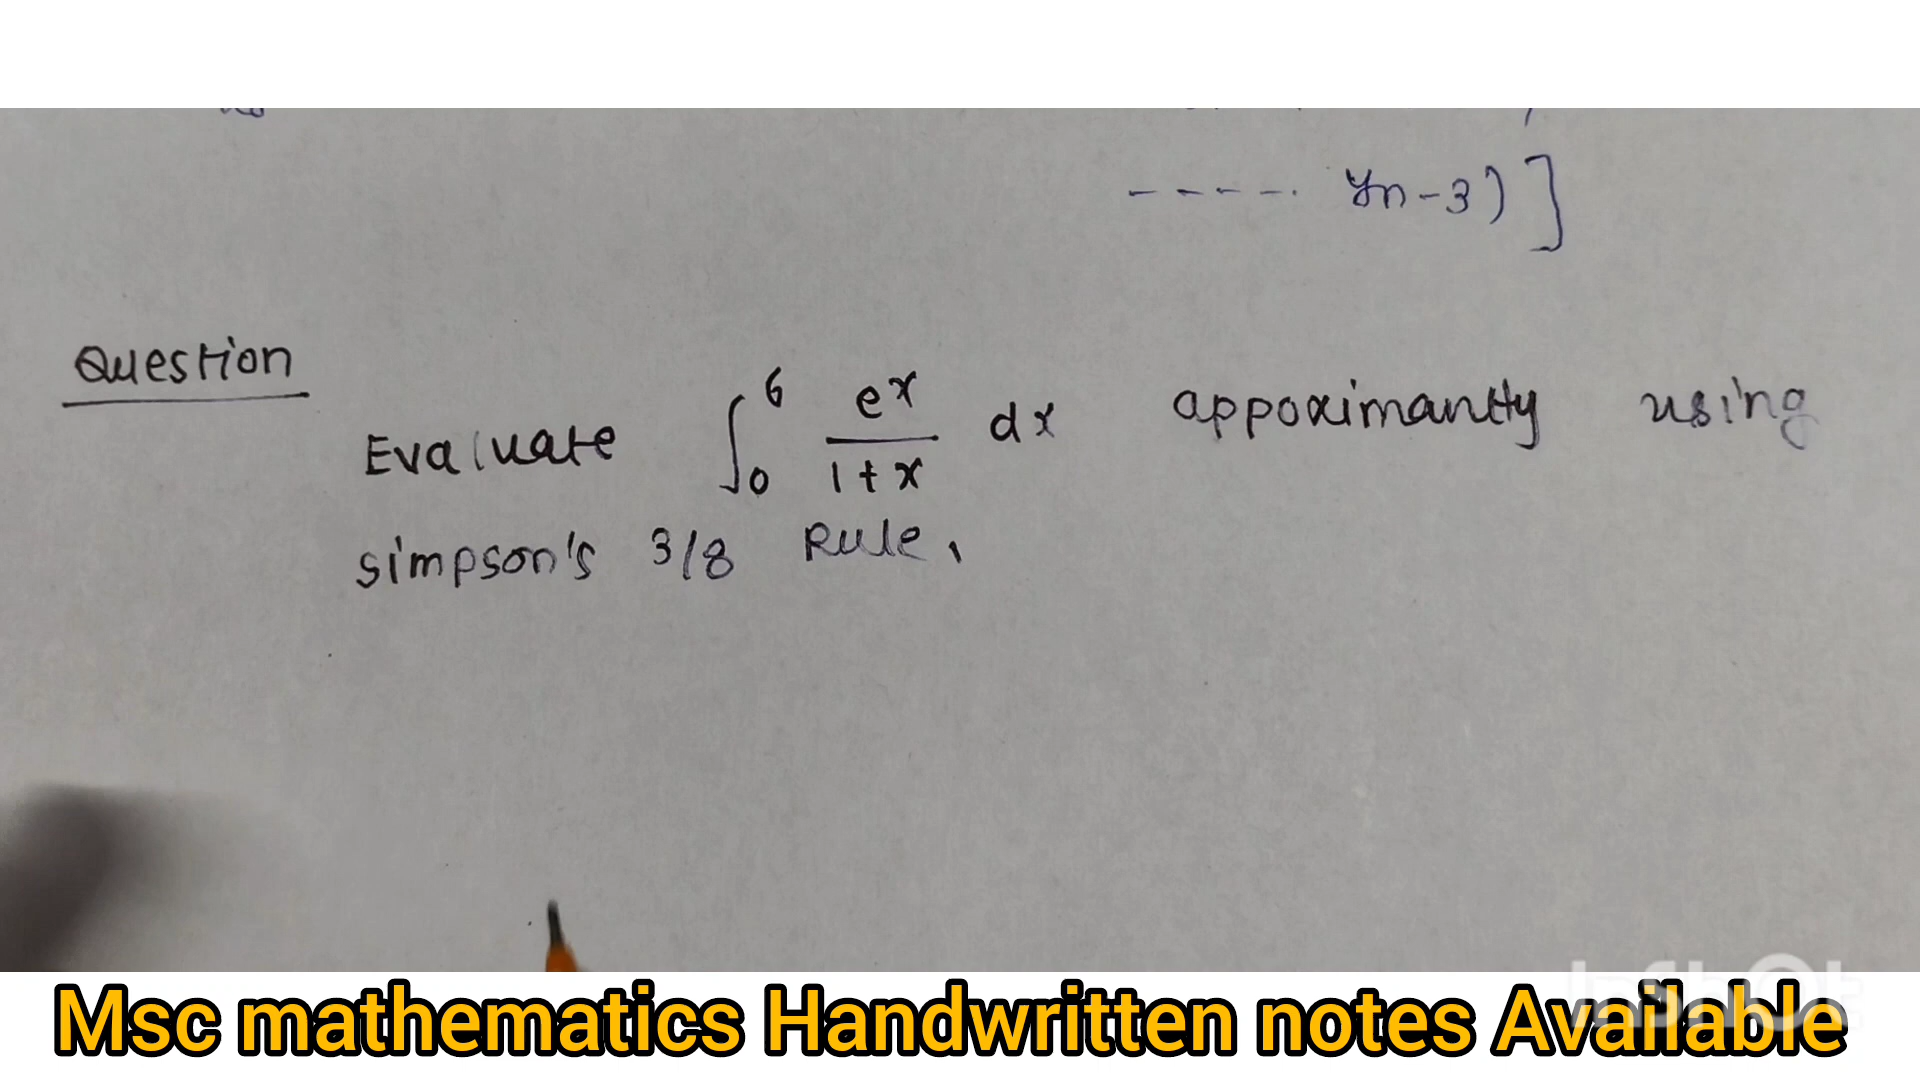 ----- yn-3)]
Question
Evaluate ∫₀⁶ eˣ/(1+x) dx appoximantly using
simpson's 3/8 Rule,
InShot
Msc mathematics Handwritten notes Available